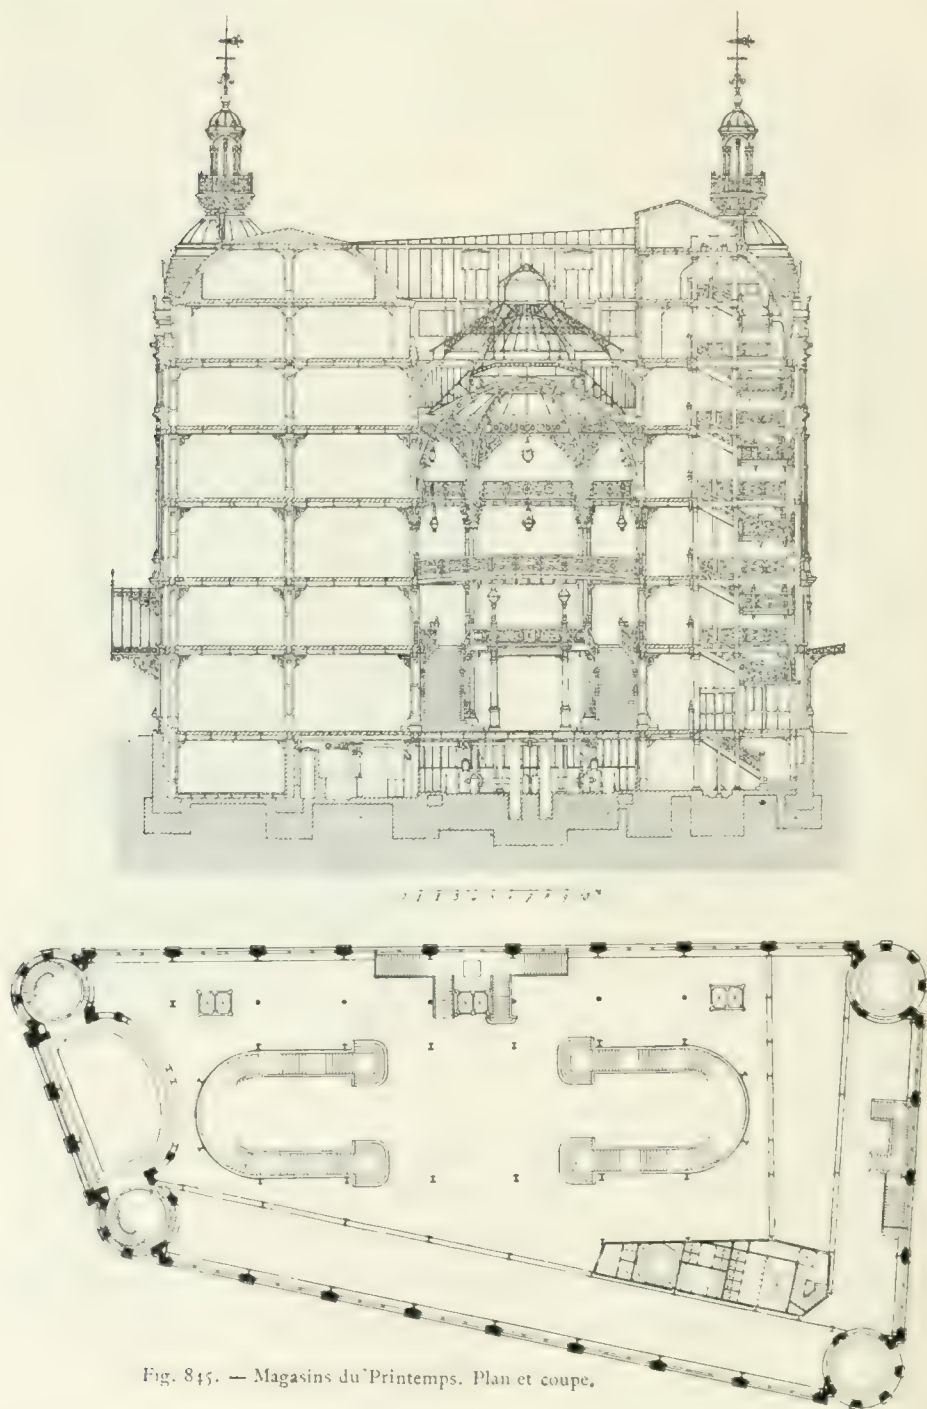 Fig. 845. — Magasins du Printemps. Plan et coupe.